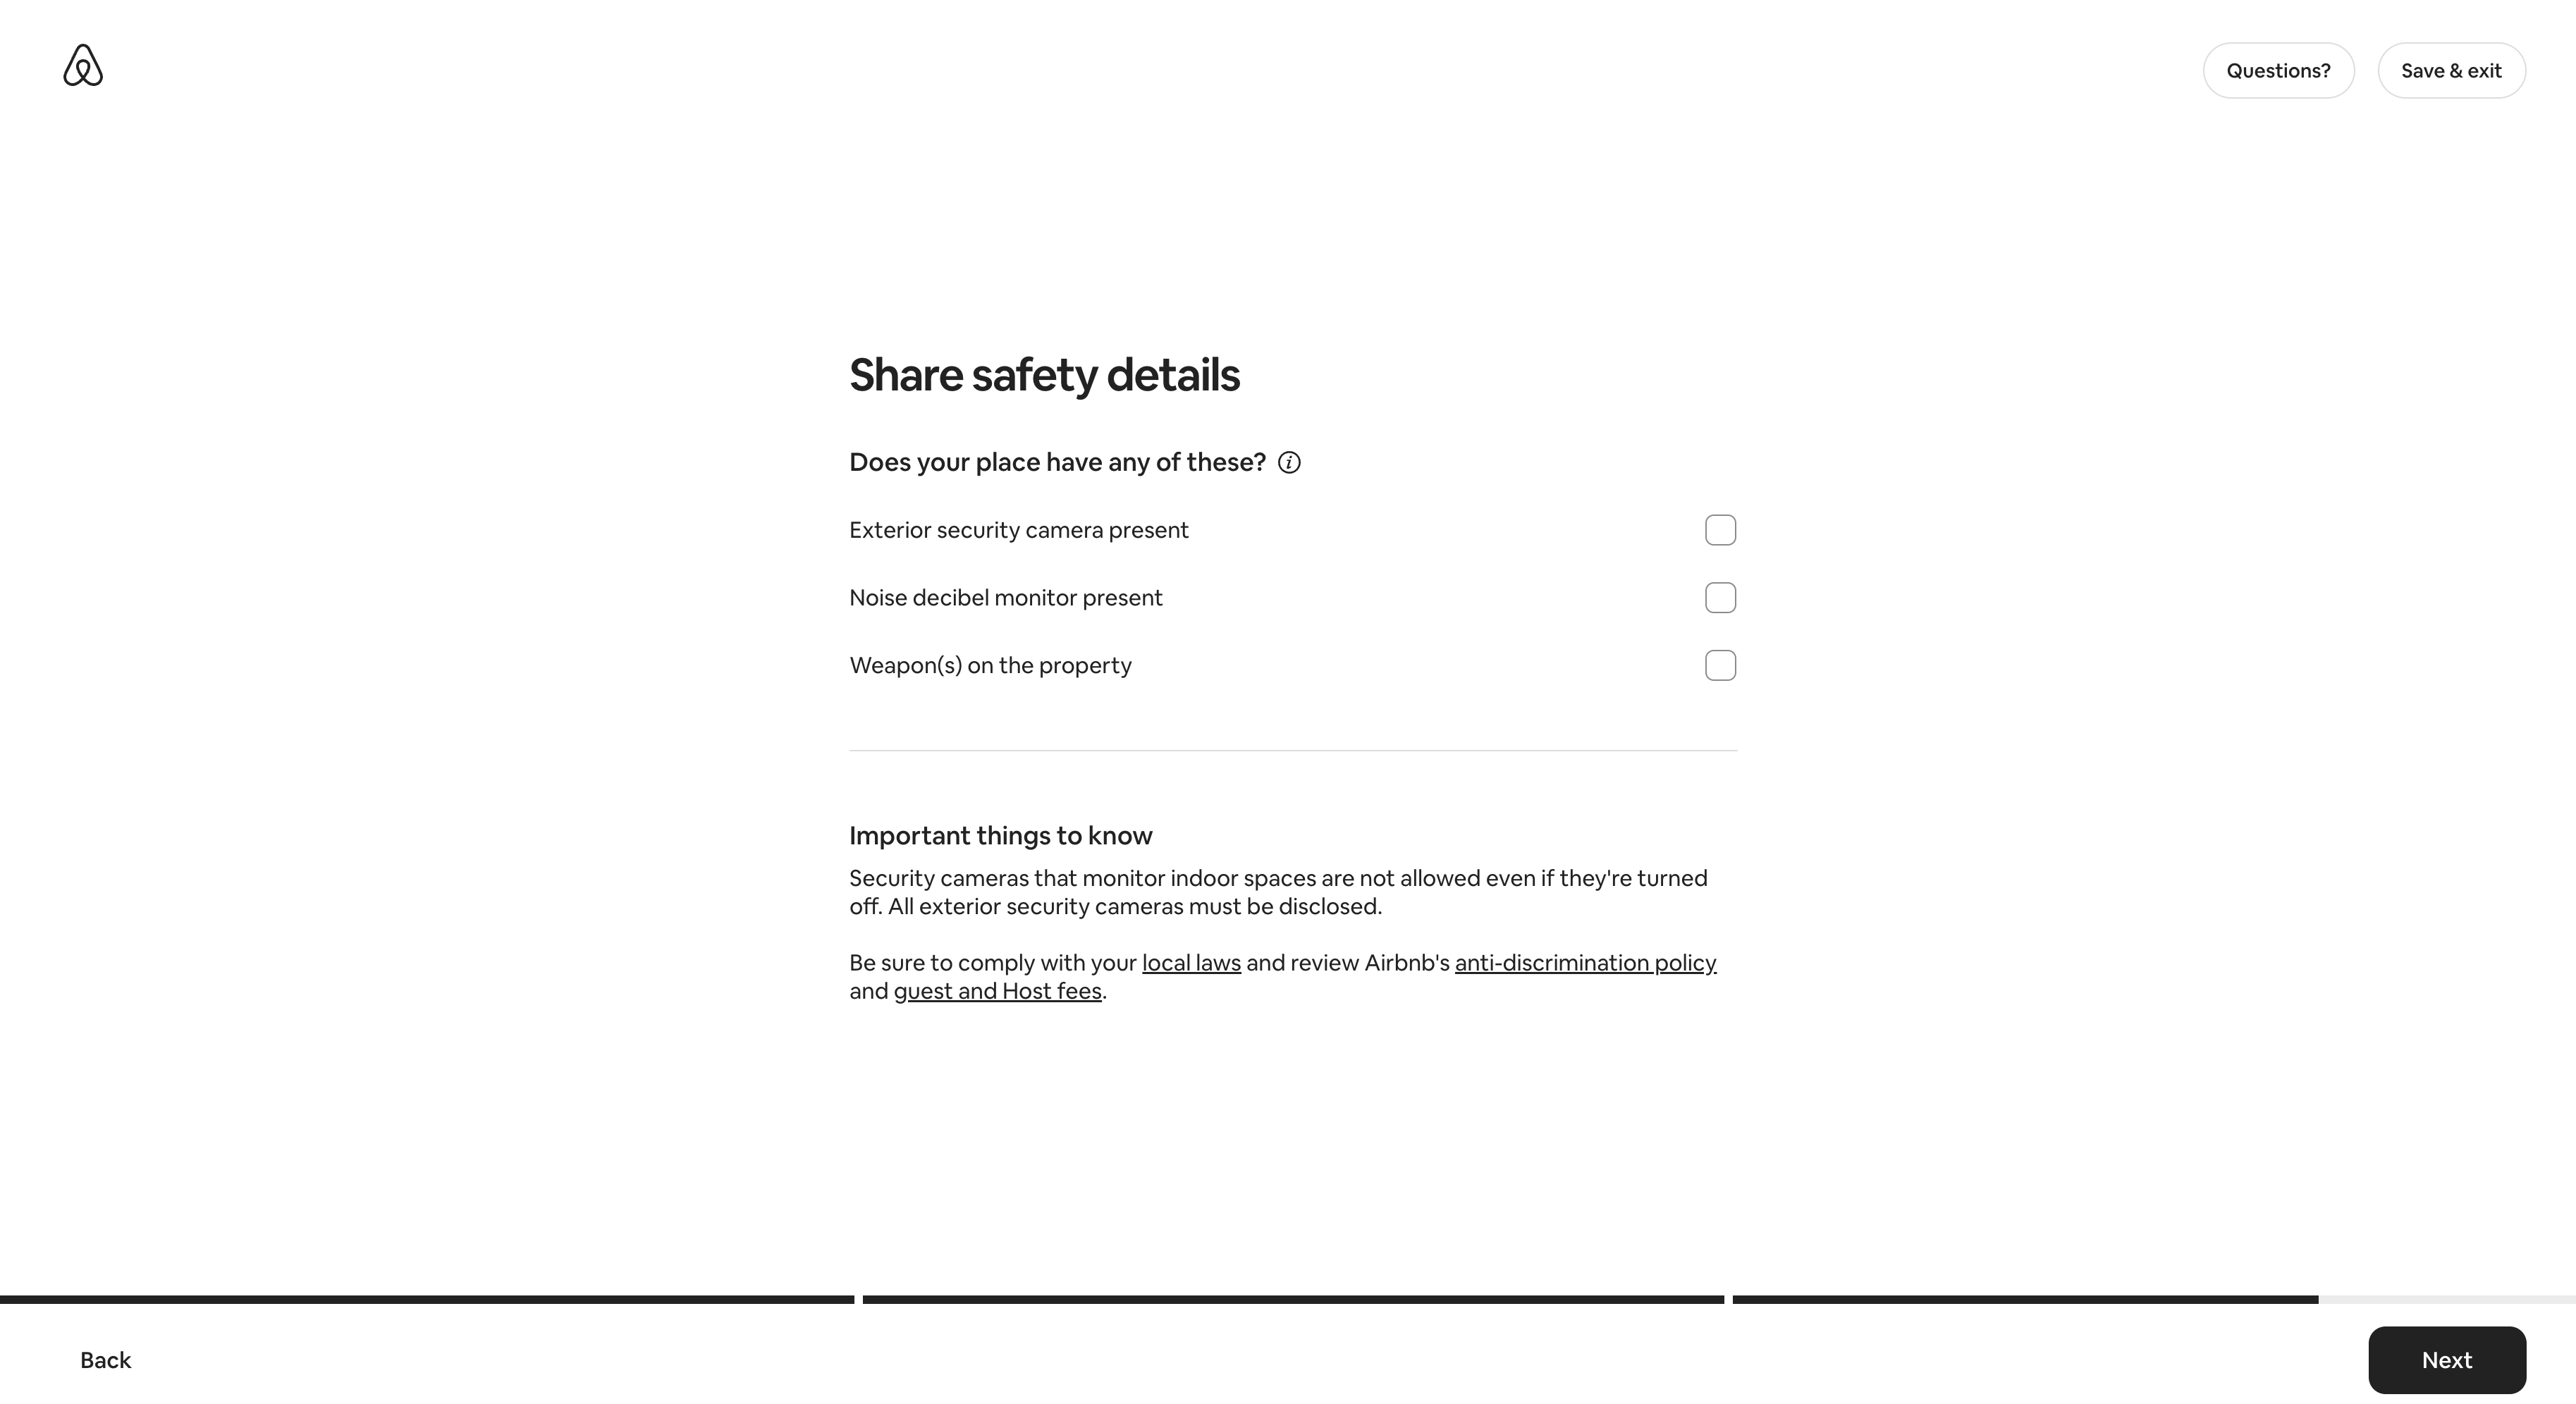 Questions?
Save & exit
Share safety details
Does your place have any of these?
Exterior security camera present
Noise decibel monitor present
Weapon(s) on the property
Important things to know
Security cameras that monitor indoor spaces are not allowed even if they're turned
off. All exterior security cameras must be disclosed.
Be sure to comply with your local laws and review Airbnb's anti-discrimination policy
and guest and Host fees.
Back
Next